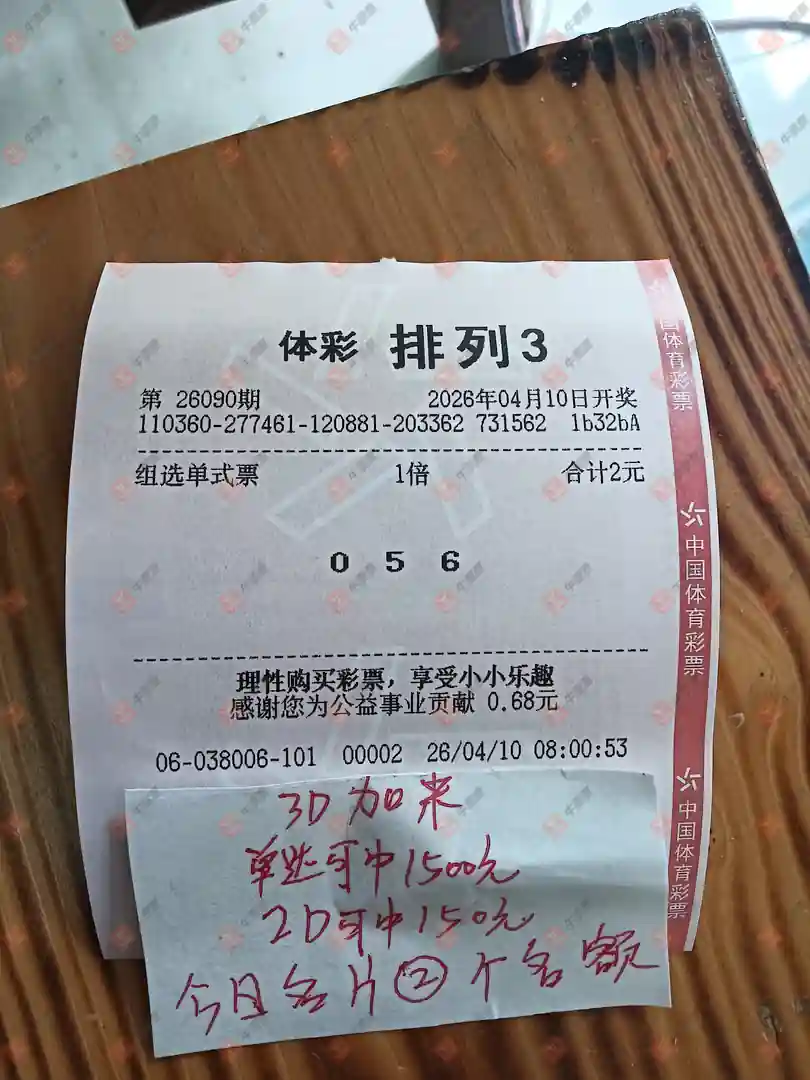 体彩 排列3
第 26090期 2026年04月10日开奖
110360-277461-120881-203362 731562 1b32bA
组选单式票 1倍 合计2元
0 5 6
理性购买彩票，享受小小乐趣
感谢您为公益事业贡献 0.68元
06-038006-101 00002 26/04/10 08:00:53
国体育彩票
中国体育彩票
中国体育彩票
3D加来
单选可中1500元
2D可中150元
今日名片②个名额